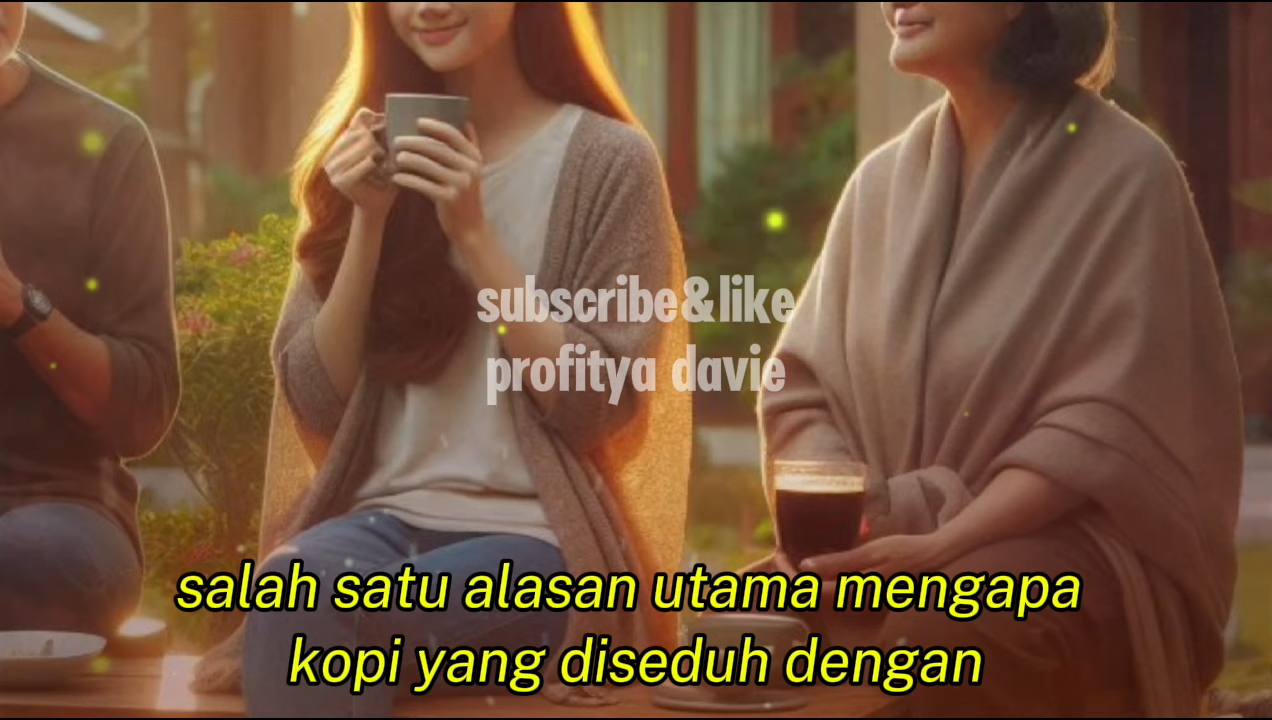 subscribe&like
profitya davie
salah satu alasan utama mengapa
kopi yang diseduh dengan